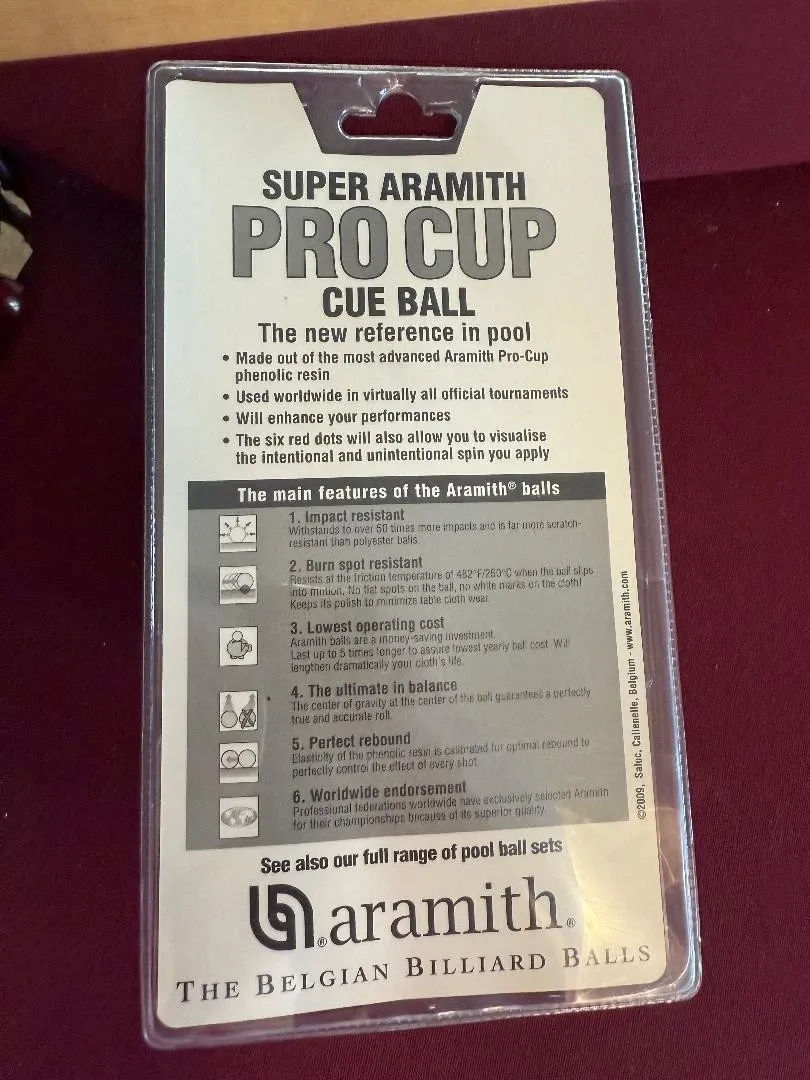 SUPER ARAMITH
PRO CUP
CUE BALL
The new reference in pool
• Made out of the most advanced Aramith Pro-Cup
phenolic resin
• Used worldwide in virtually all official tournaments
• Will enhance your performances
• The six red dots will also allow you to visualise
the intentional and unintentional spin you apply
The main features of the Aramith® balls
1. Impact resistant
Withstands to over 50 times more impacts and is far more scratch-
resistant than polyester balls.
2. Burn spot resistant
Resists at the friction temperature of 482°F/250°C when the ball slips
into motion. No flat spots on the ball, no white marks on the cloth!
Keeps its polish to minimize table cloth wear.
3. Lowest operating cost
Aramith balls are a money-saving investment.
Last up to 5 times longer to assure lowest yearly ball cost. Will
lengthen dramatically your cloth's life.
4. The ultimate in balance
The center of gravity at the center of the ball guarantees a perfectly
true and accurate roll.
5. Perfect rebound
Elasticity of the phenolic resin is calibrated for optimal rebound to
perfectly control the effect of every shot.
6. Worldwide endorsement
Professional federations worldwide have exclusively selected Aramith
for their championships because of its superior quality.
©2009, Saluc, Callenelle, Belgium - www.aramith.com
See also our full range of pool ball sets
® aramith®
THE BELGIAN BILLIARD BALLS